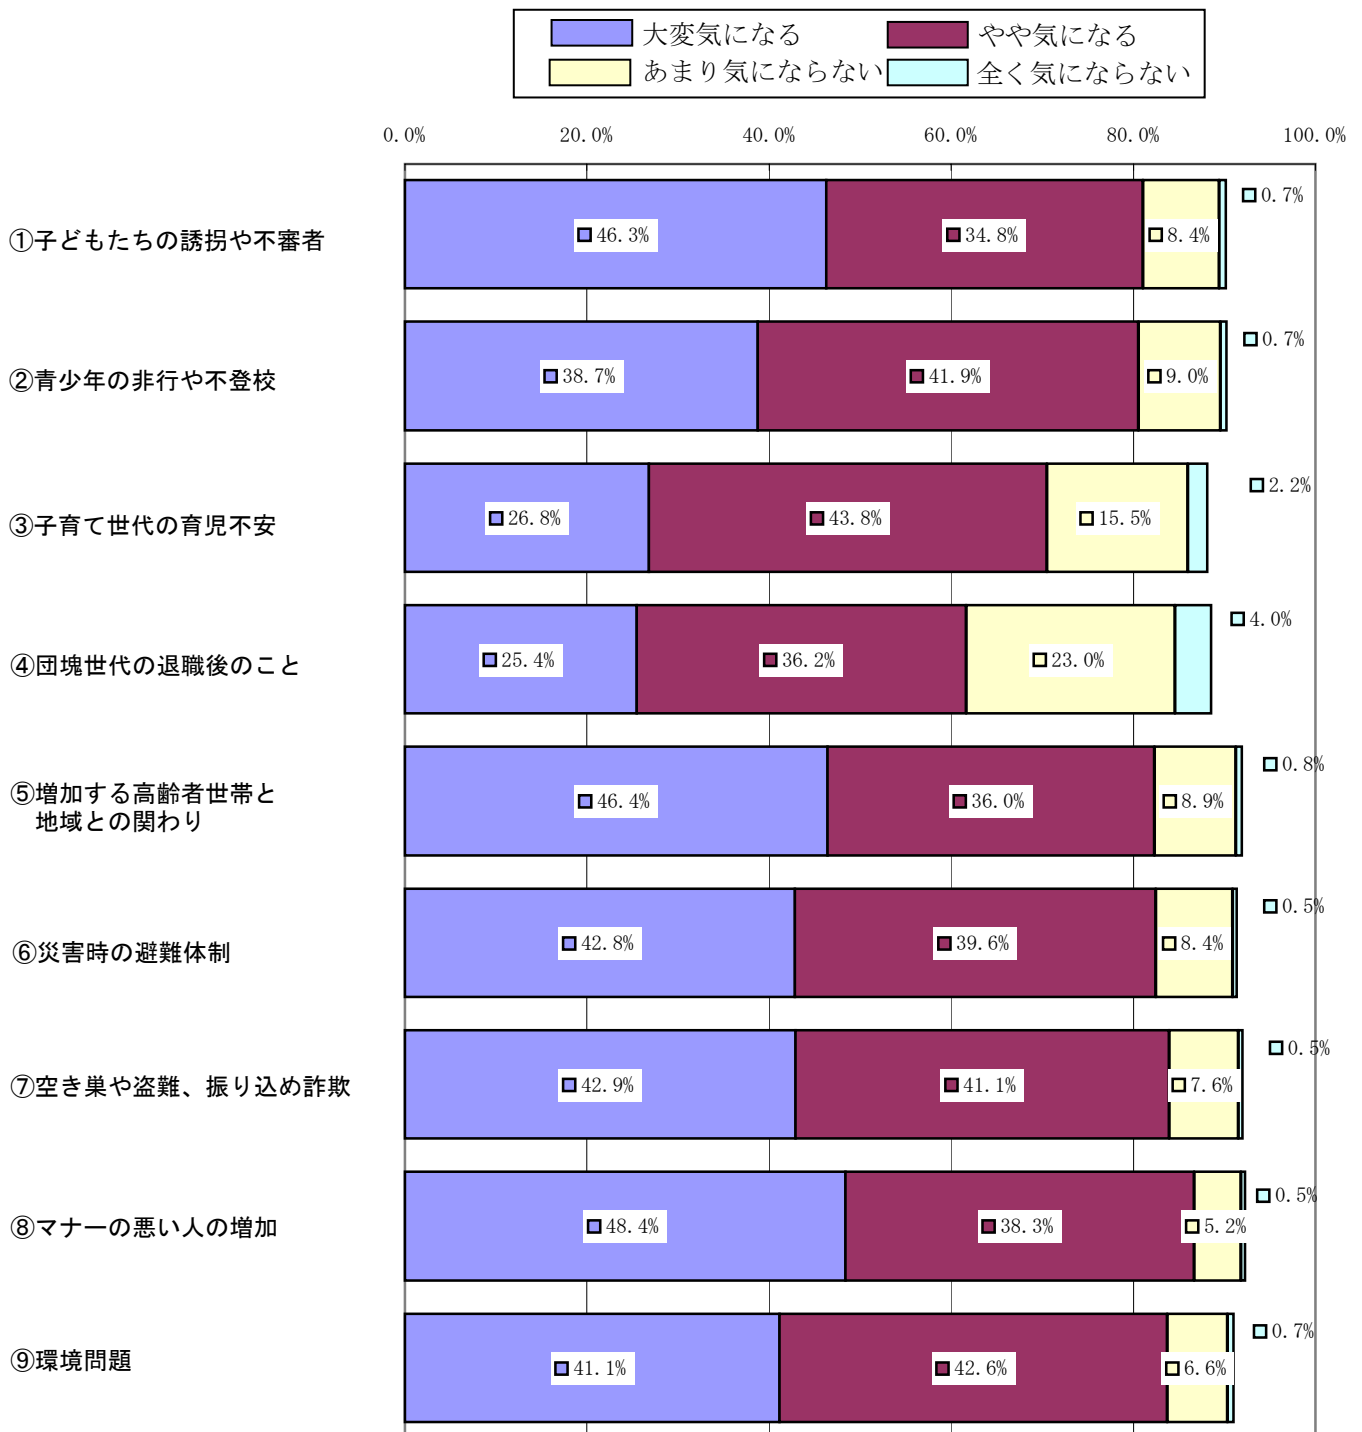 大変気になる　やや気になる
あまり気にならない　全く気にならない
0.0%　20.0%　40.0%　60.0%　80.0%　100.0%
①子どもたちの誘拐や不審者　46.3%　34.8%　8.4%　0.7%
②青少年の非行や不登校　38.7%　41.9%　9.0%　0.7%
③子育て世代の育児不安　26.8%　43.8%　15.5%　2.2%
④団塊世代の退職後のこと　25.4%　36.2%　23.0%　4.0%
⑤増加する高齢者世帯と
地域との関わり　46.4%　36.0%　8.9%　0.8%
⑥災害時の避難体制　42.8%　39.6%　8.4%　0.5%
⑦空き巣や盗難、振り込め詐欺　42.9%　41.1%　7.6%　0.5%
⑧マナーの悪い人の増加　48.4%　38.3%　5.2%　0.5%
⑨環境問題　41.1%　42.6%　6.6%　0.7%